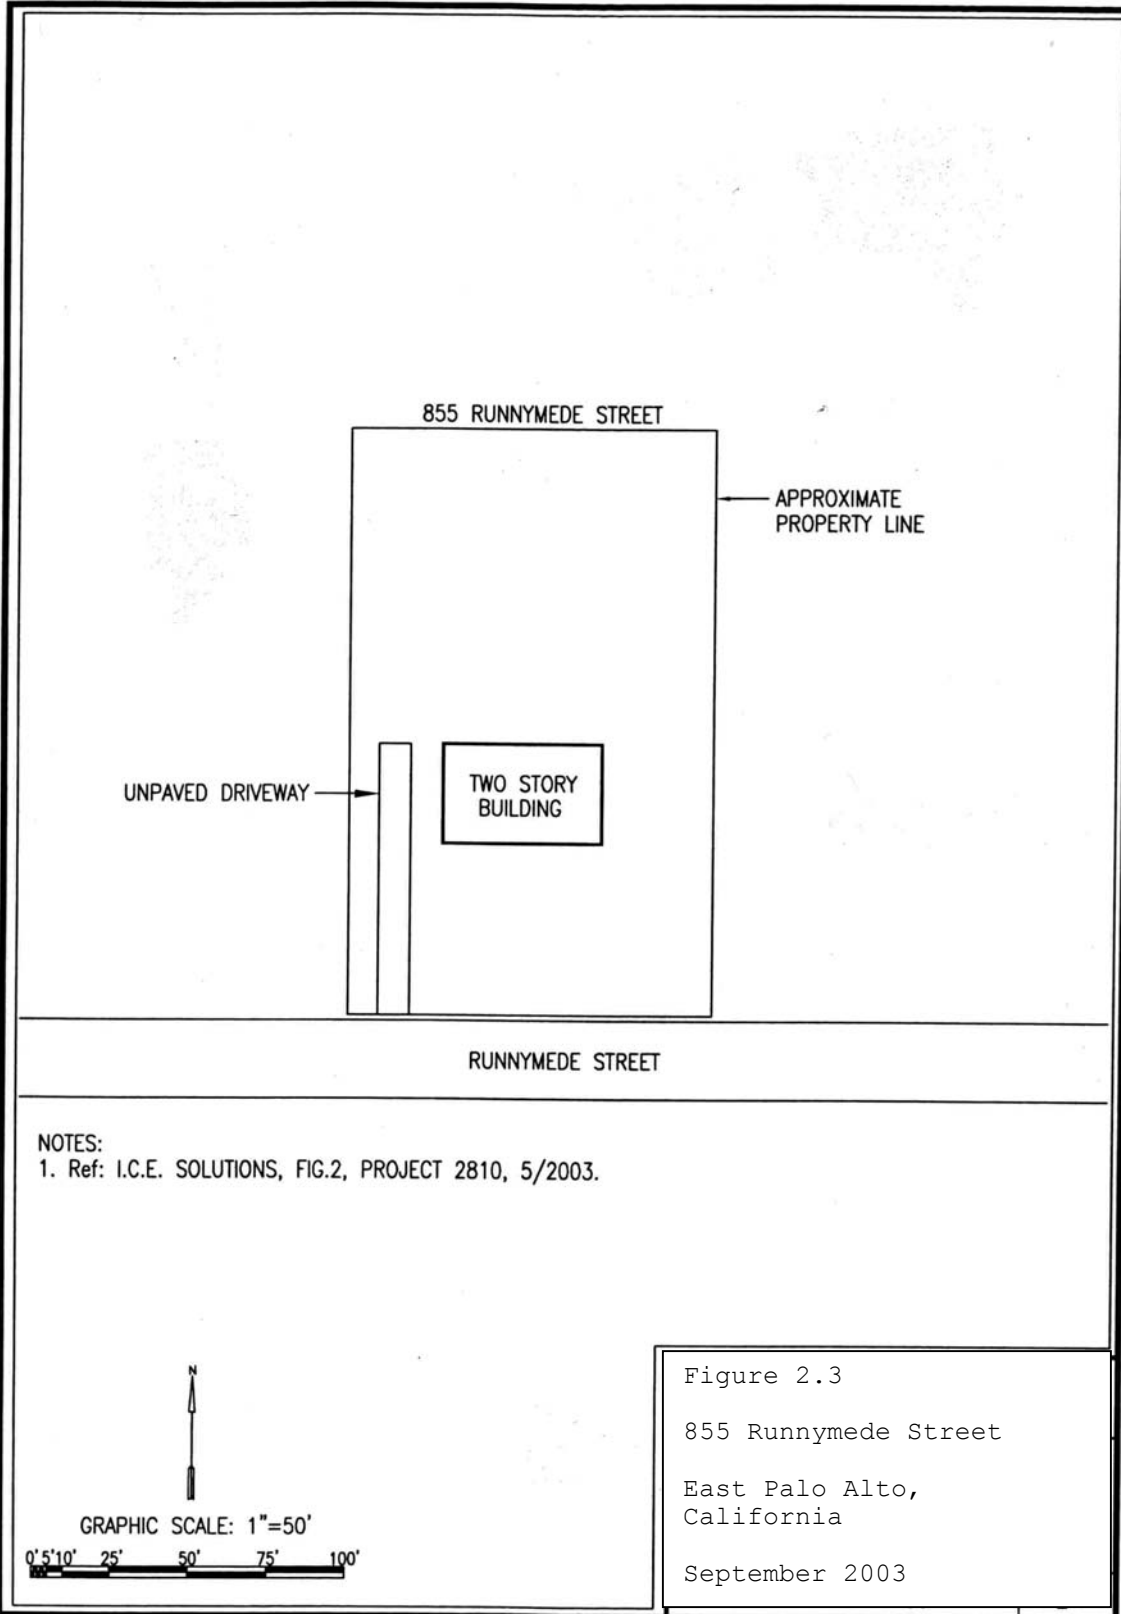 855 RUNNYMEDE STREET
APPROXIMATE
PROPERTY LINE
UNPAVED DRIVEWAY
TWO STORY
BUILDING
RUNNYMEDE STREET
NOTES:
1. Ref: I.C.E. SOLUTIONS, FIG.2, PROJECT 2810, 5/2003.
N
GRAPHIC SCALE: 1"=50'
0' 5' 10' 25' 50' 75' 100'
Figure 2.3
855 Runnymede Street
East Palo Alto,
California
September 2003